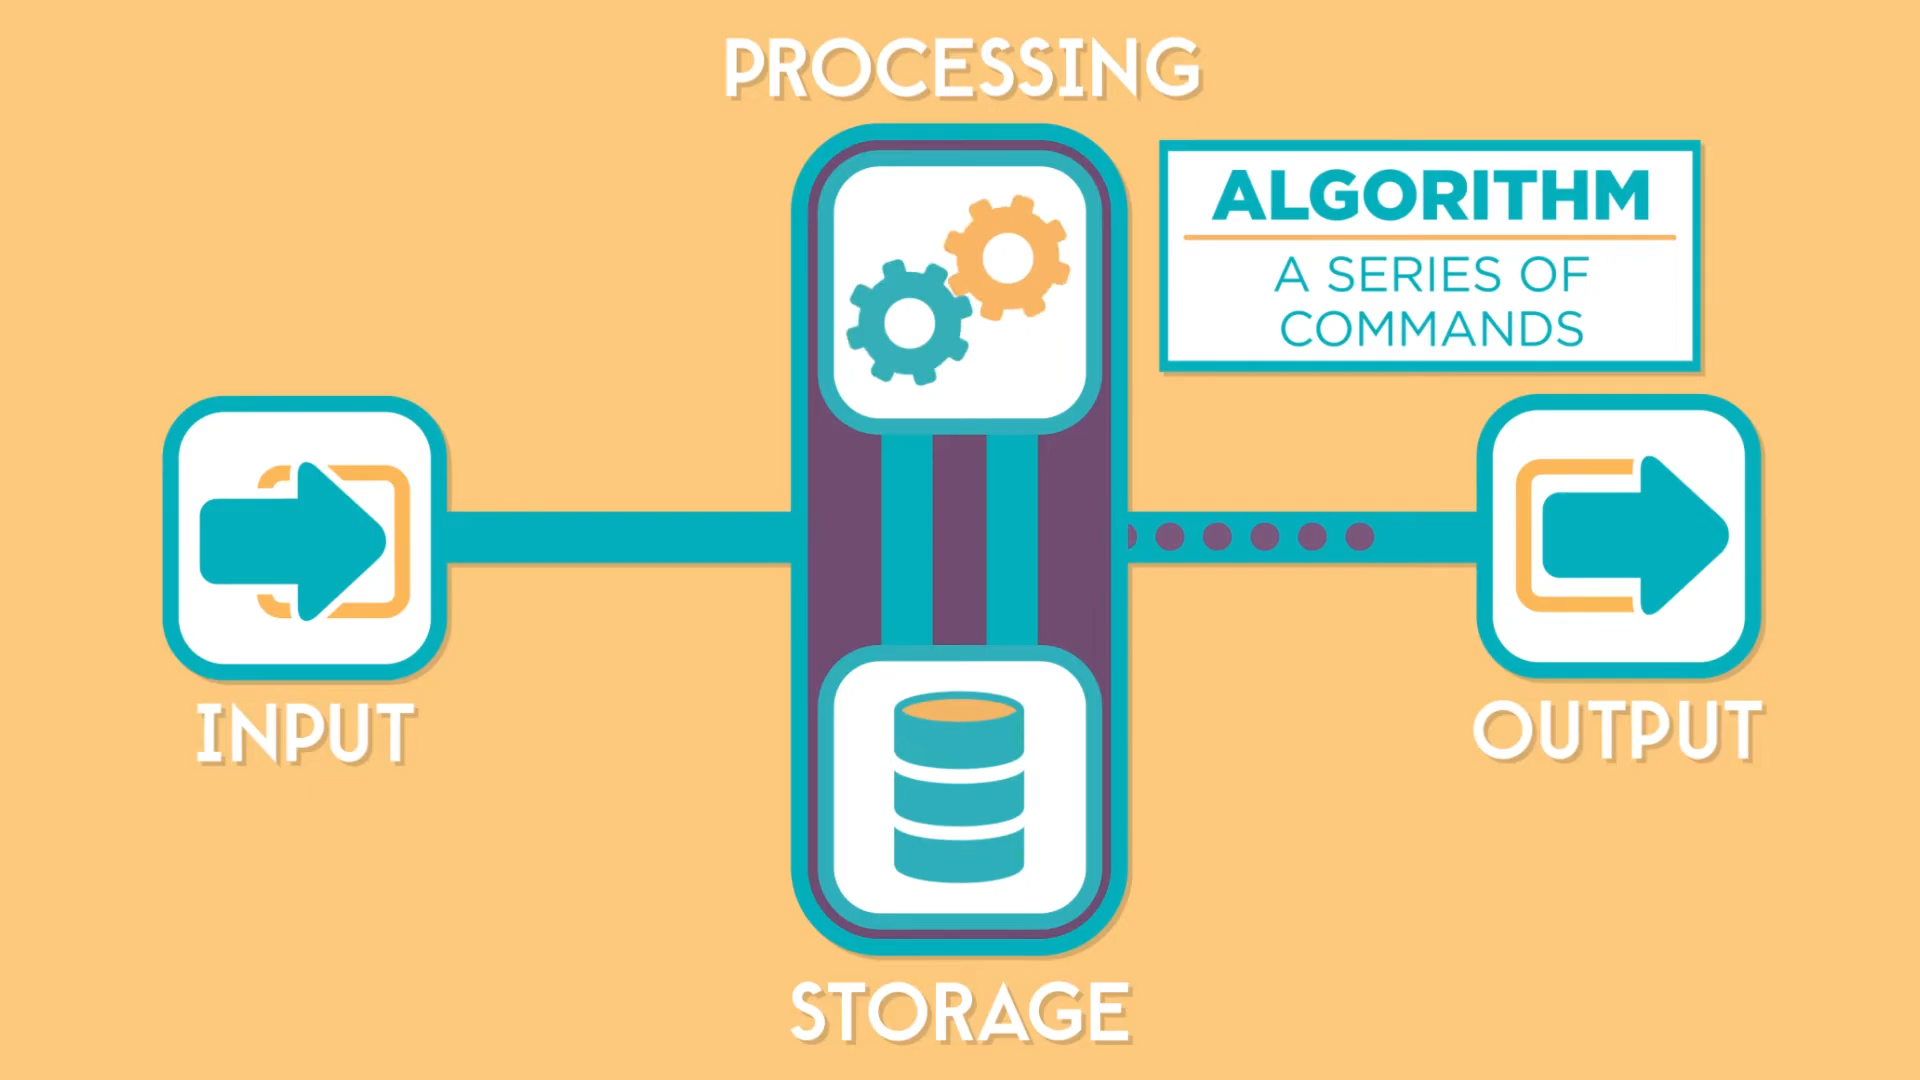 PROCESSING
ALGORITHM
A SERIES OF
COMMANDS
INPUT
OUTPUT
STORAGE